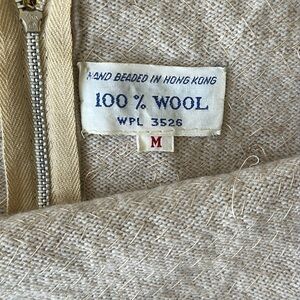 HAND BEADED IN HONG KONG
100 % WOOL
WPL 3526
M